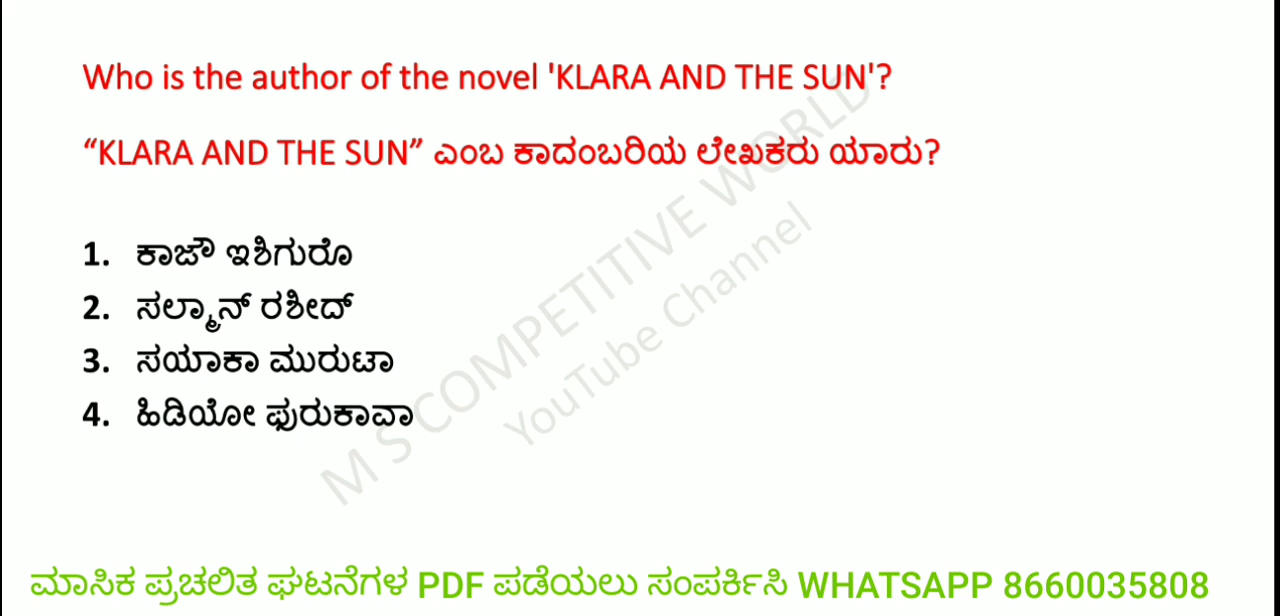 Who is the author of the novel 'KLARA AND THE SUN'?
“KLARA AND THE SUN” ಎಂಬ ಕಾದಂಬರಿಯ ಲೇಖಕರು ಯಾರು?
1. ಕಾಜೌ ಇಶಿಗುರೊ
2. ಸಲ್ಮಾನ್ ರಶೀದ್
3. ಸಯಾಕಾ ಮುರುಟಾ
4. ಹಿಡಿಯೋ ಫುರುಕಾವಾ
M S COMPETITIVE WORLD
YouTube Channel
ಮಾಸಿಕ ಪ್ರಚಲಿತ ಘಟನೆಗಳ PDF ಪಡೆಯಲು ಸಂಪರ್ಕಿಸಿ WHATSAPP 8660035808